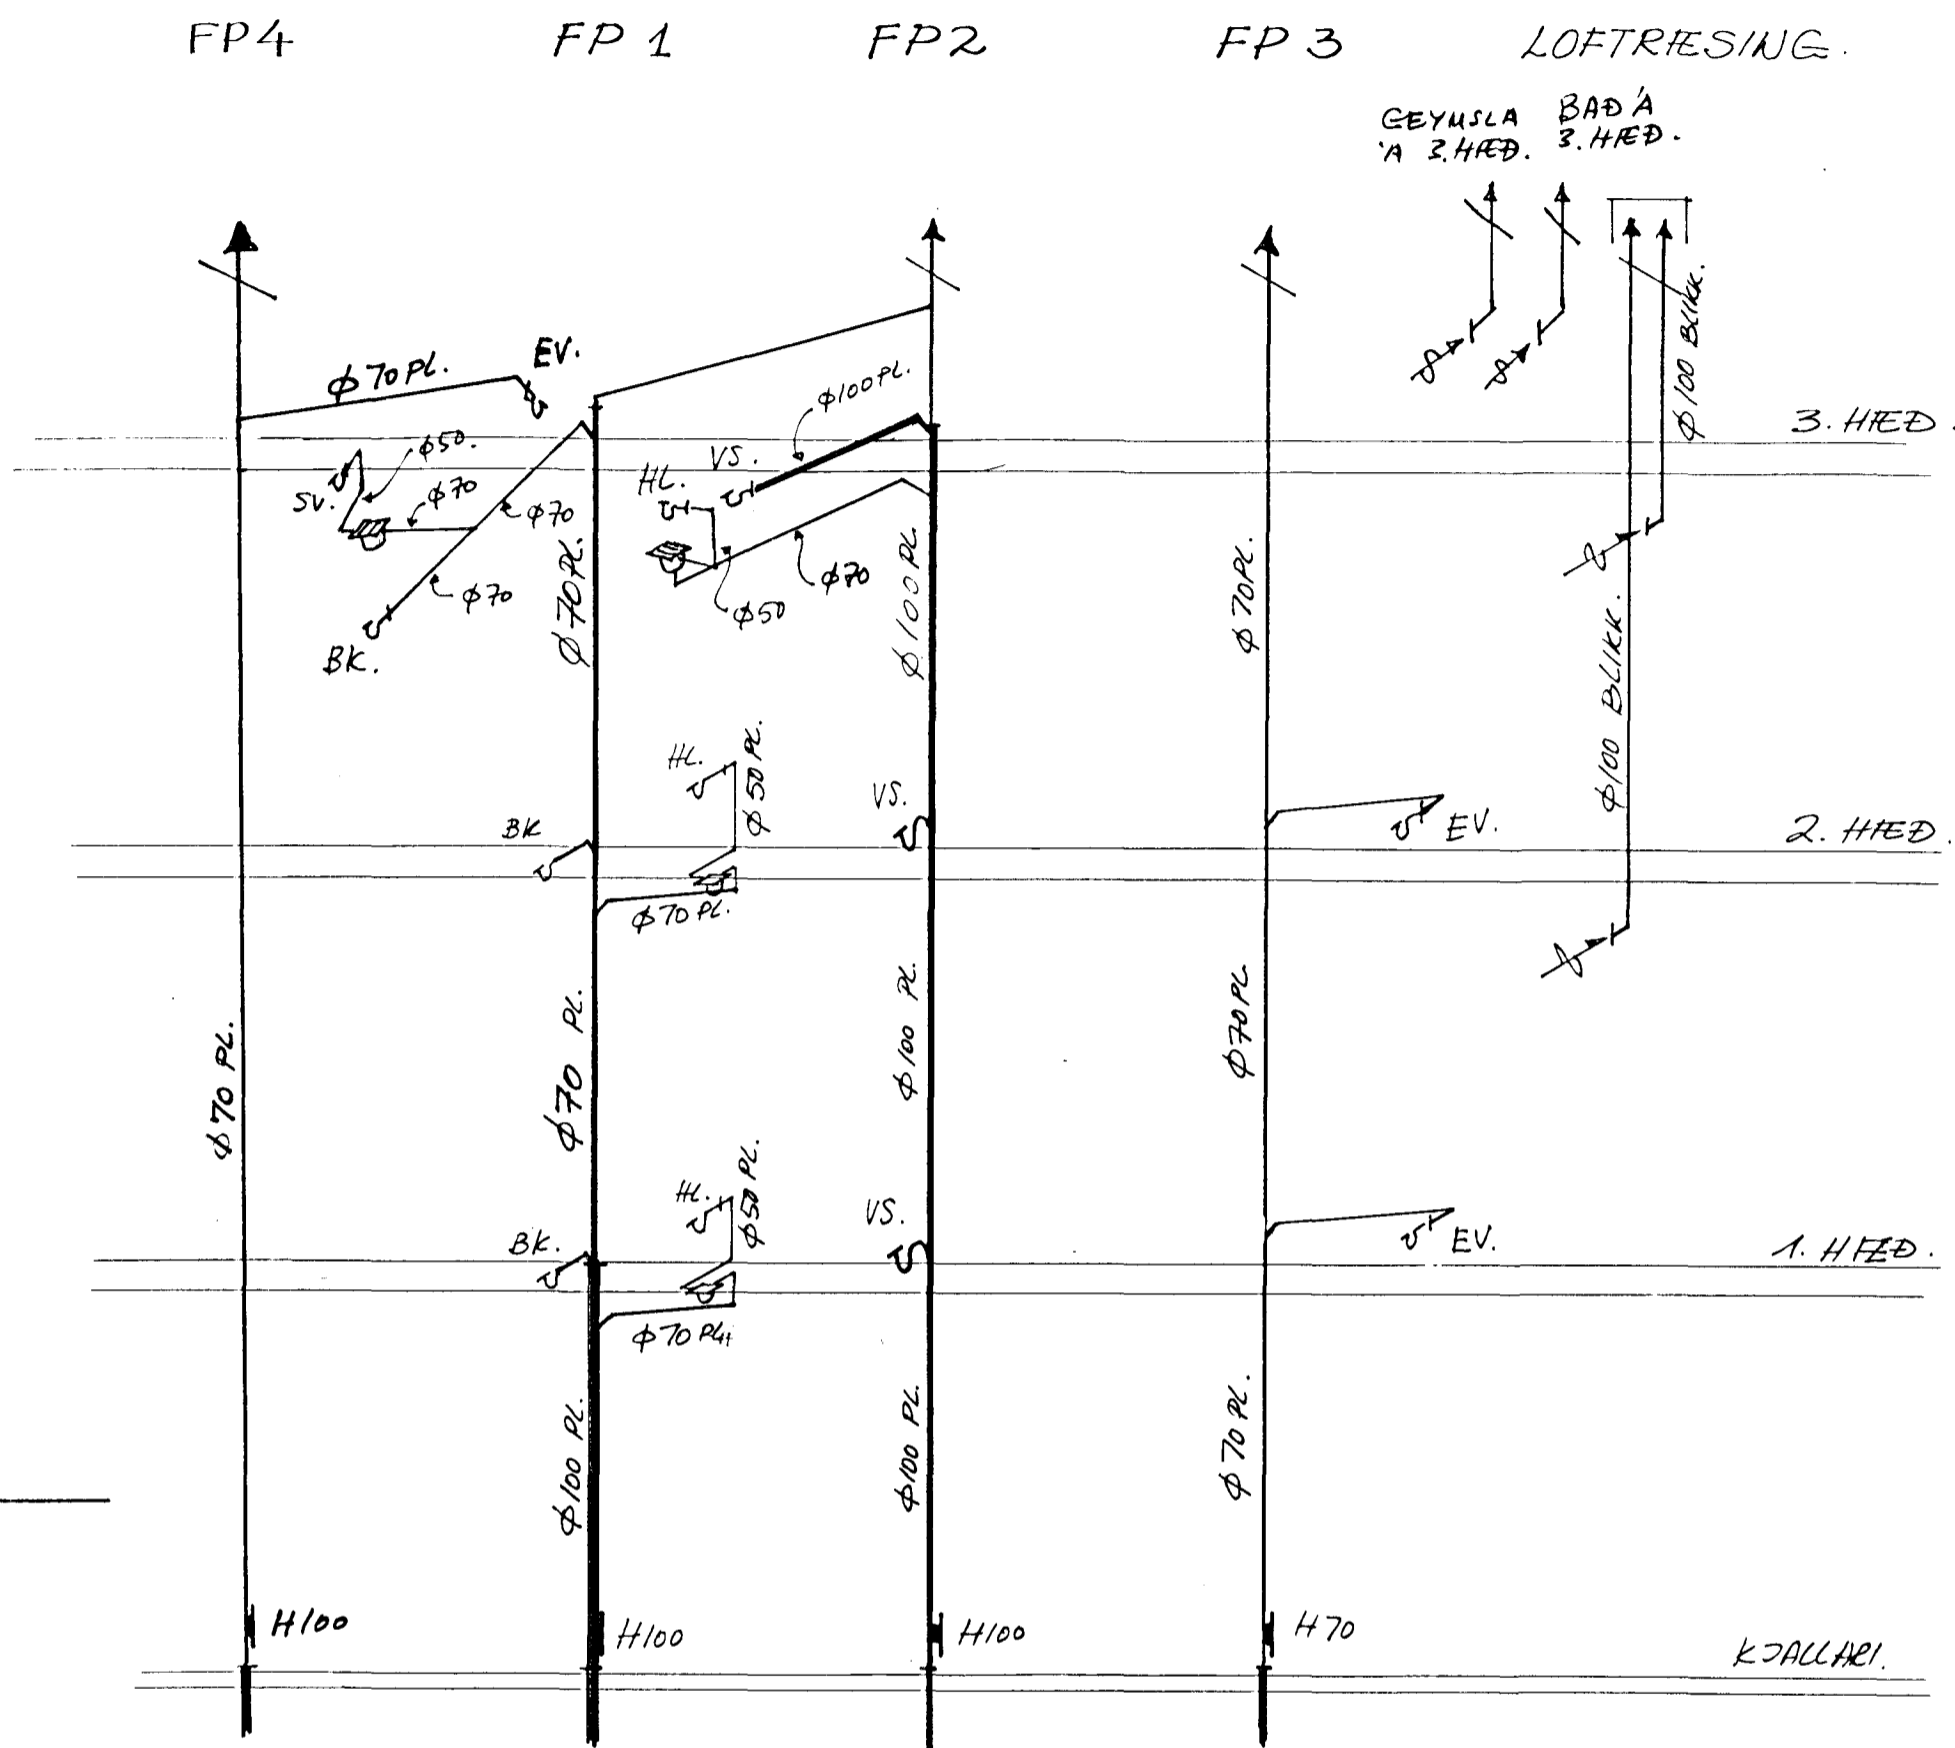 FP4 FP 1 FP2 FP 3 LOFTRÆSING.
GEYMSLA
Á 3. HÆÐ.
BAÐ Á
3. HÆÐ.
EV.
φ70 PL.
φ100 PL.
φ100 BLIKK.
3. HÆÐ.
φ50.
SV.
φ70
φ70
φ70
BK.
φ70 PL.
VS.
HL.
φ70
φ50
φ100 PL.
φ70 PL.
φ100 BLIKK.
HL.
φ50 PL.
VS.
BK
EV.
2. HÆÐ.
φ70 PL.
φ70 PL.
φ70 PL.
φ100 PL.
φ70 PL.
HL.
φ50 PL.
VS.
BK.
EV.
1. HÆÐ.
φ70 PL.
φ100 PL.
φ100 PL.
φ70 PL.
H100 H100 H100 H70
KJALLARI.